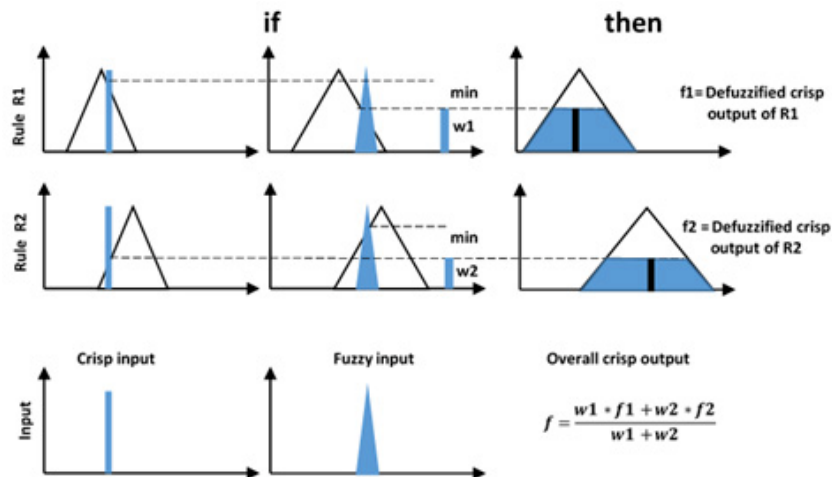 if
then
Rule R1
min
w1
f1= Defuzzified crisp
output of R1
Rule R2
min
w2
f2 = Defuzzified crisp
output of R2
Crisp input
Fuzzy input
Overall crisp output
Input
f = (w1 * f1 + w2 * f2) / (w1 + w2)